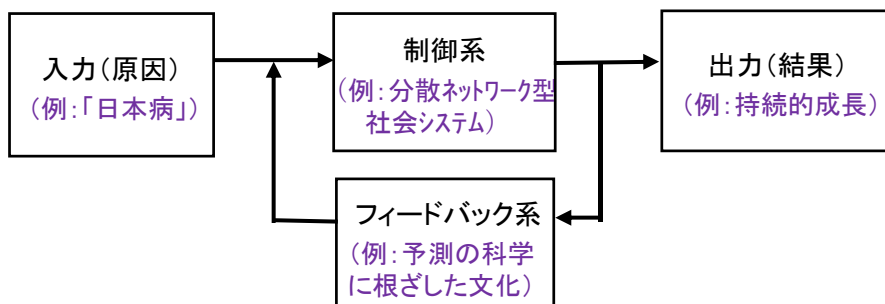 入力（原因）
（例：「日本病」）
制御系
（例：分散ネットワーク型
社会システム）
出力（結果）
（例：持続的成長）
フィードバック系
（例：予測の科学
に根ざした文化）